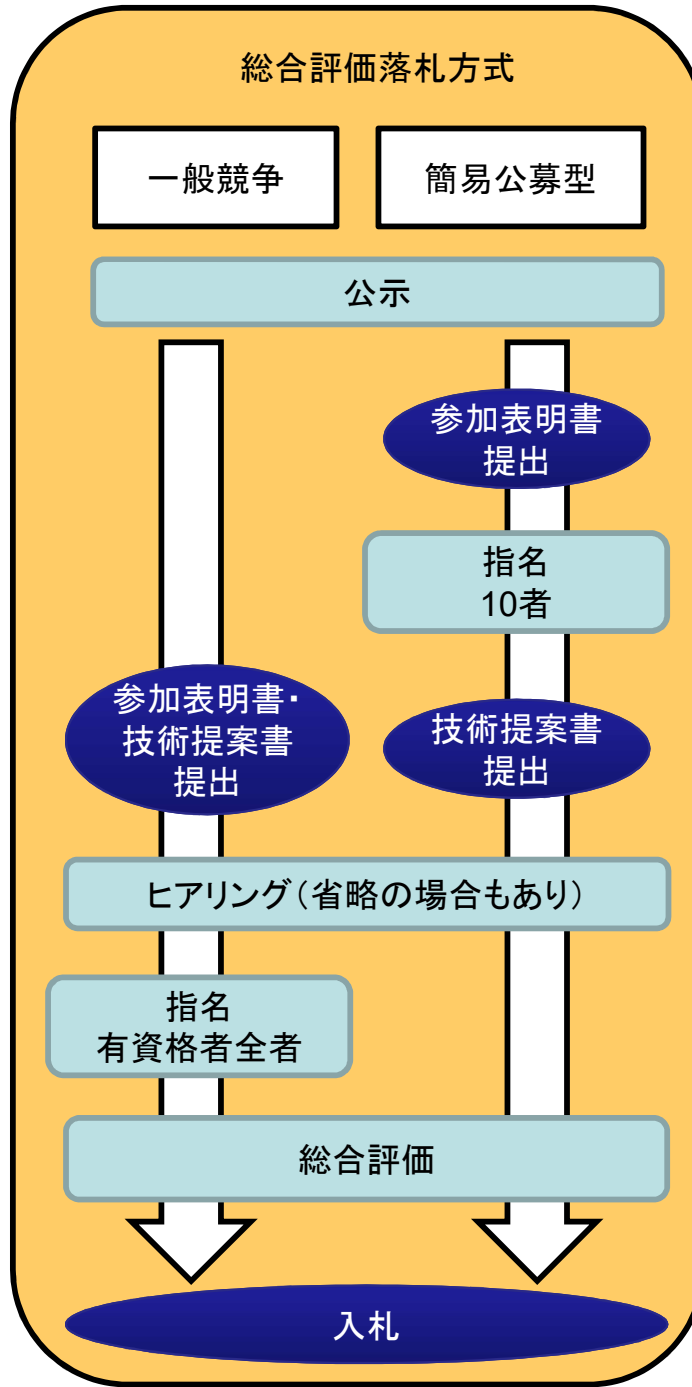 総合評価落札方式
一般競争
簡易公募型
公示
参加表明書
提出
指名
10者
参加表明書・
技術提案書
提出
技術提案書
提出
ヒアリング(省略の場合もあり)
指名
有資格者全者
総合評価
入札